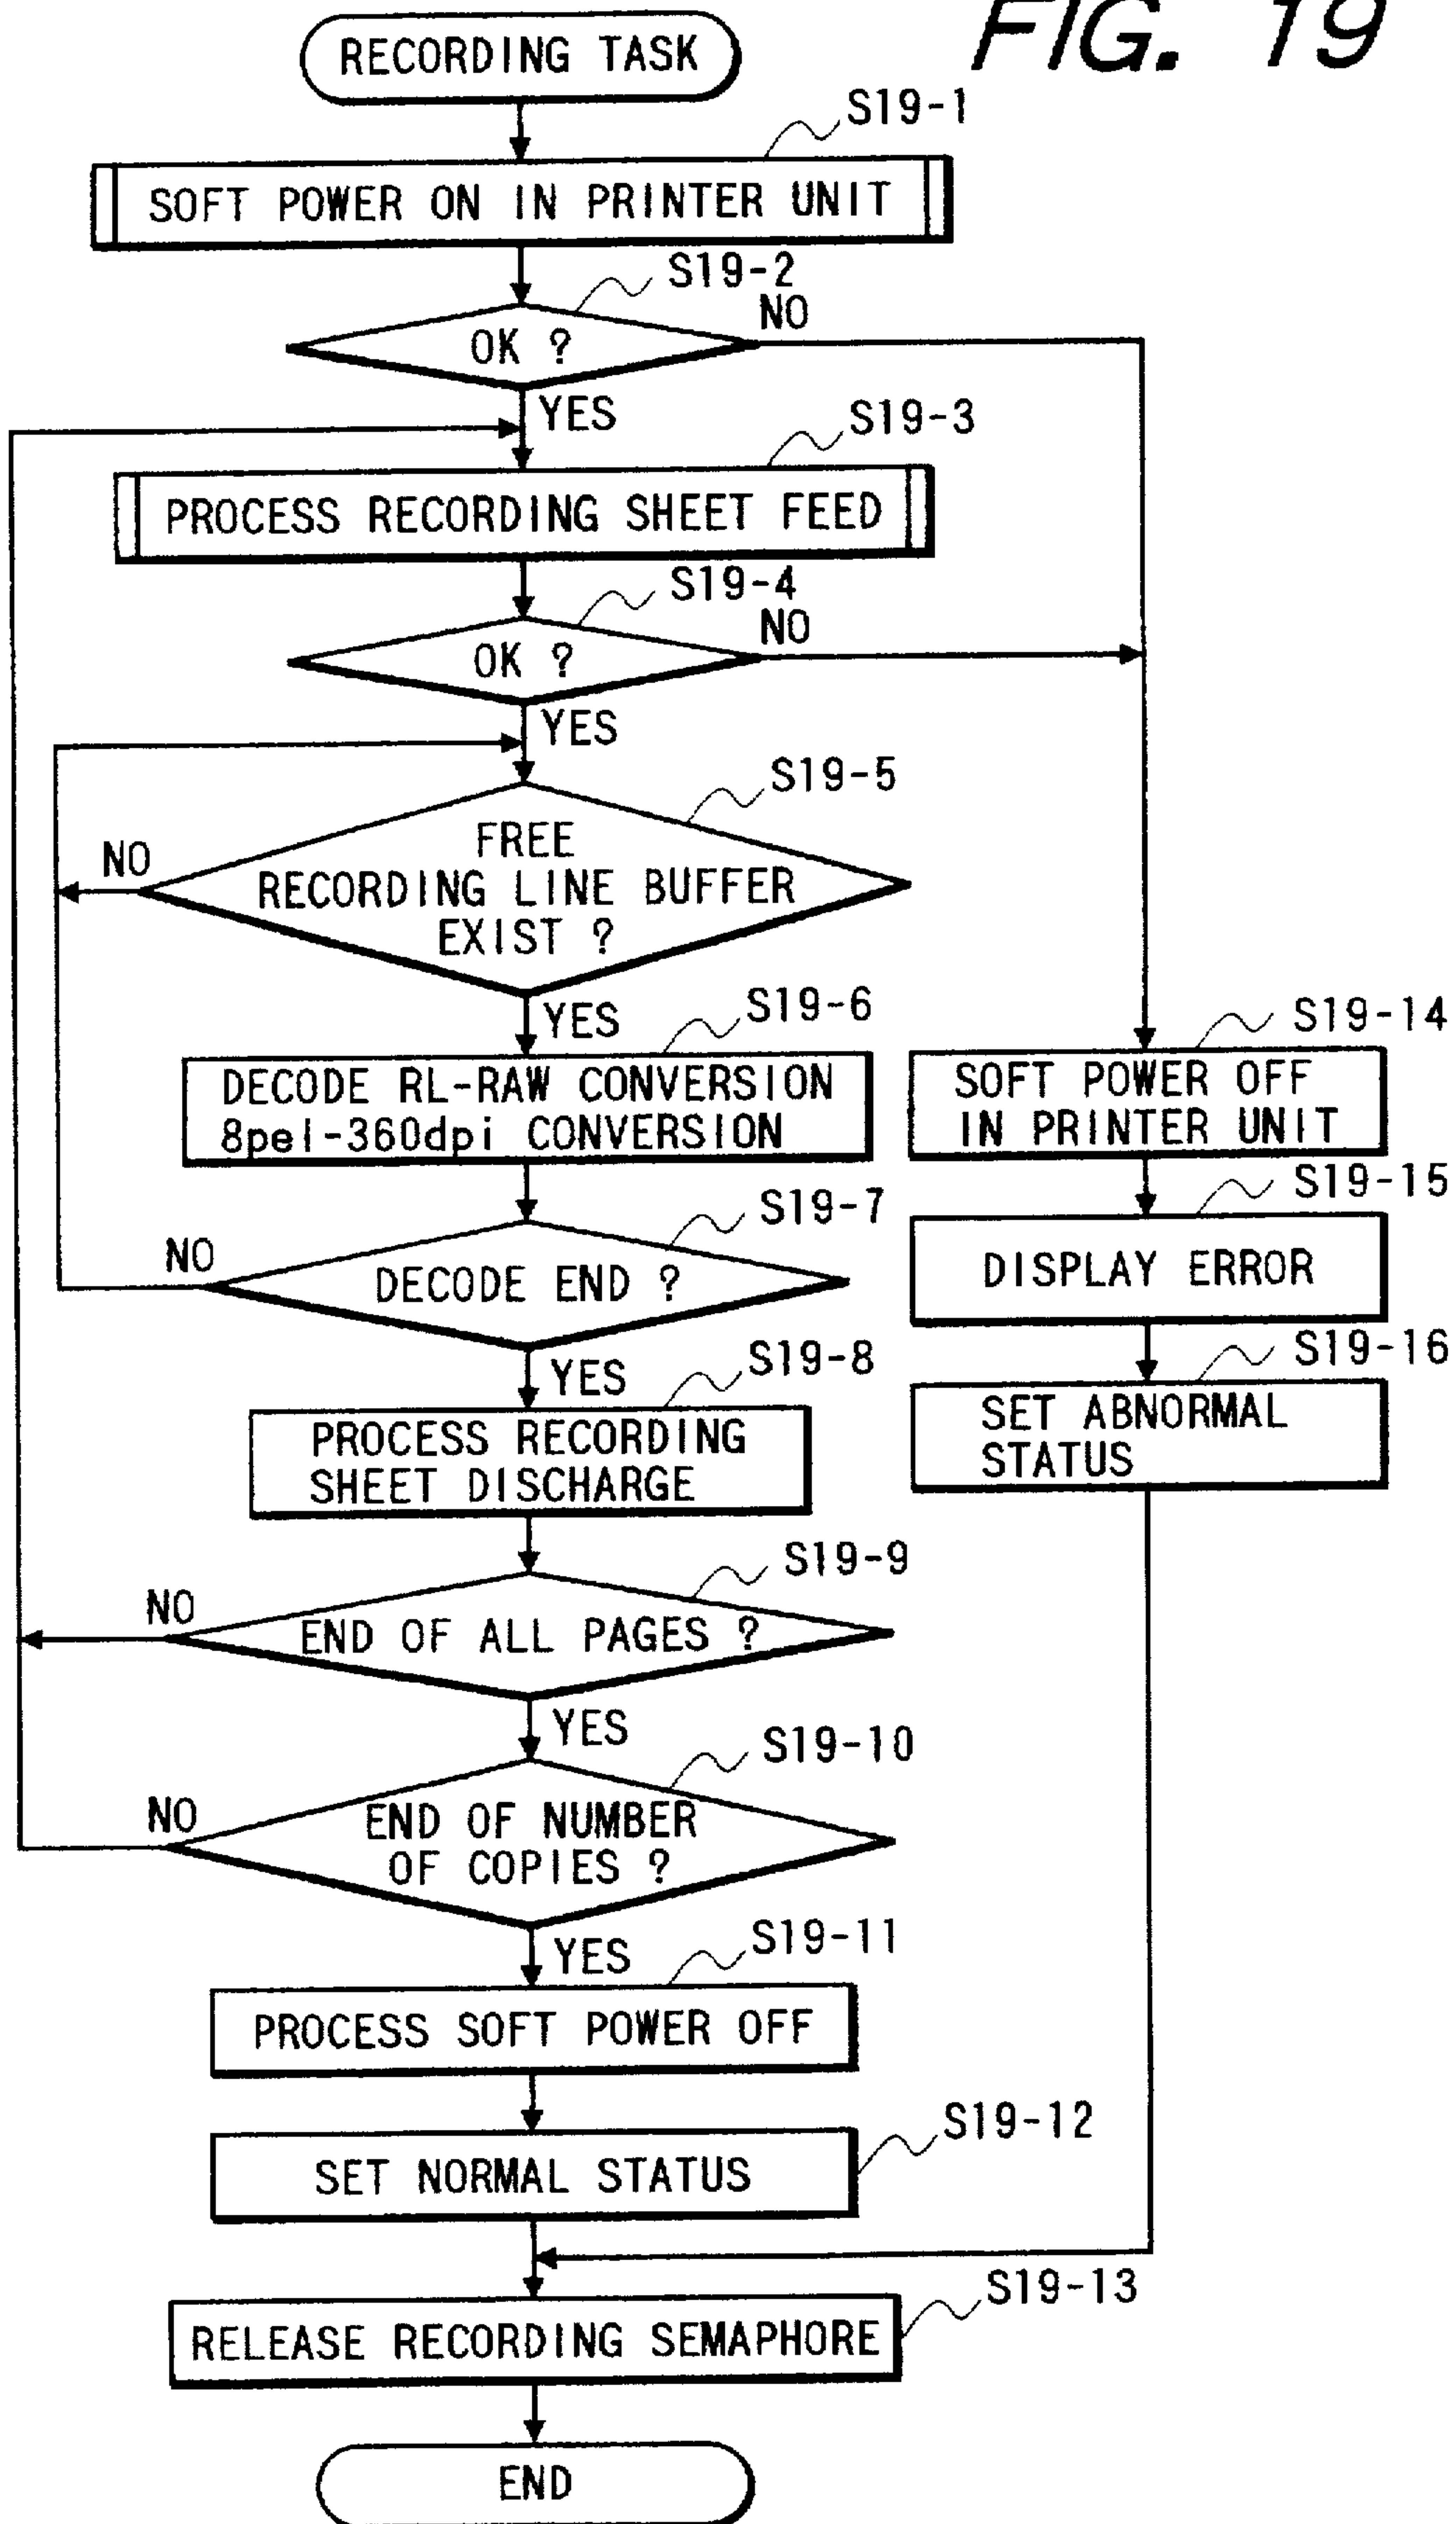 FIG. 19
RECORDING TASK
S19-1
SOFT POWER ON IN PRINTER UNIT
S19-2
OK ?
NO
YES
S19-3
PROCESS RECORDING SHEET FEED
S19-4
OK ?
NO
YES
S19-5
FREE
RECORDING LINE BUFFER
EXIST ?
NO
YES
S19-6
DECODE RL-RAW CONVERSION
8pel-360dpi CONVERSION
S19-7
DECODE END ?
NO
YES
S19-8
PROCESS RECORDING
SHEET DISCHARGE
S19-9
END OF ALL PAGES ?
NO
YES
S19-10
END OF NUMBER
OF COPIES ?
NO
YES
S19-11
PROCESS SOFT POWER OFF
S19-12
SET NORMAL STATUS
S19-14
SOFT POWER OFF
IN PRINTER UNIT
S19-15
DISPLAY ERROR
S19-16
SET ABNORMAL
STATUS
S19-13
RELEASE RECORDING SEMAPHORE
END